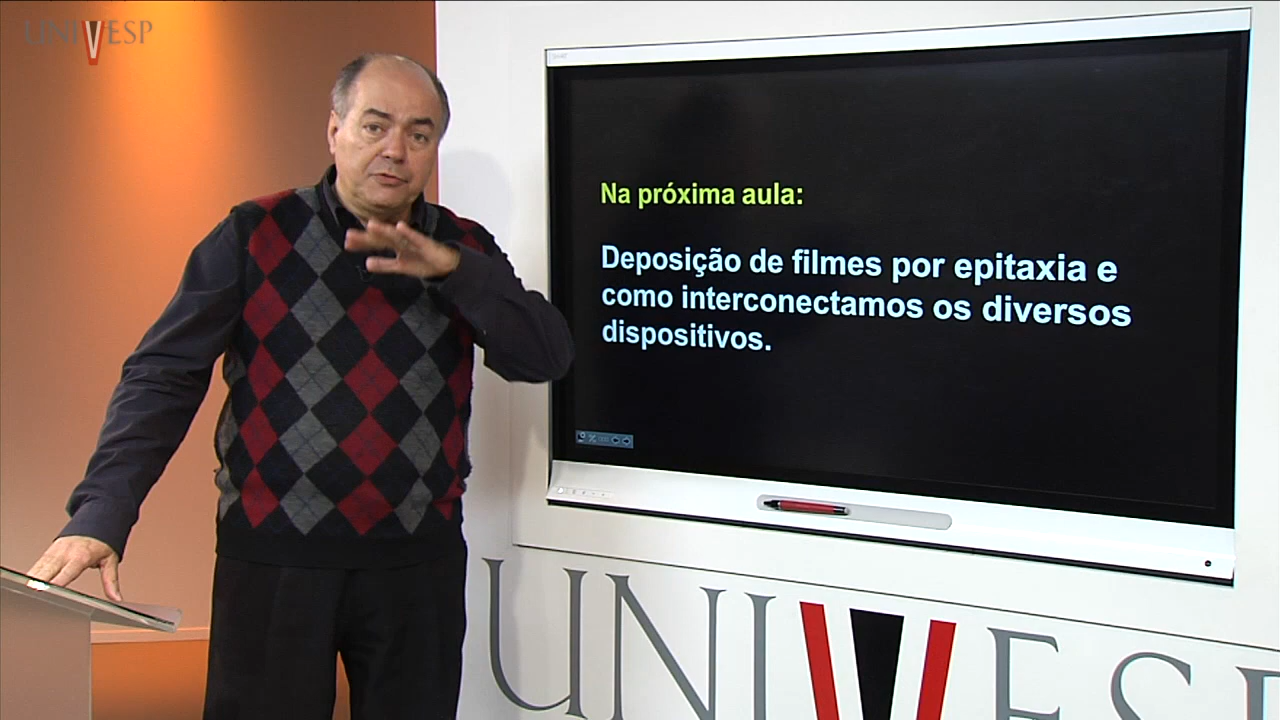 UNIVESP
Na próxima aula:
Deposição de filmes por epitaxia e
como interconectamos os diversos
dispositivos.
UNIVESP